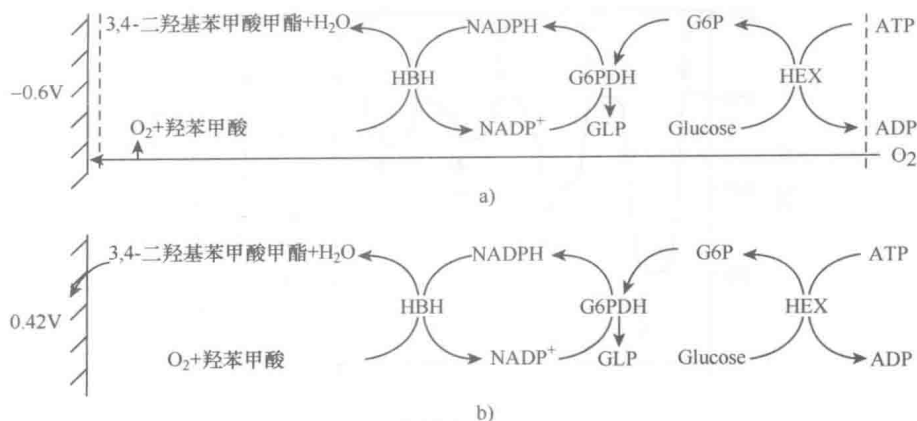 3,4-二羟基苯甲酸甲酯+H₂O NADPH G6P ATP
−0.6V HBH G6PDH HEX
O₂+羟苯甲酸 NADP⁺ GLP Glucose ADP
O₂
a)
3,4-二羟基苯甲酸甲酯+H₂O NADPH G6P ATP
0.42V HBH G6PDH HEX
O₂+羟苯甲酸 NADP⁺ GLP Glucose ADP
b)